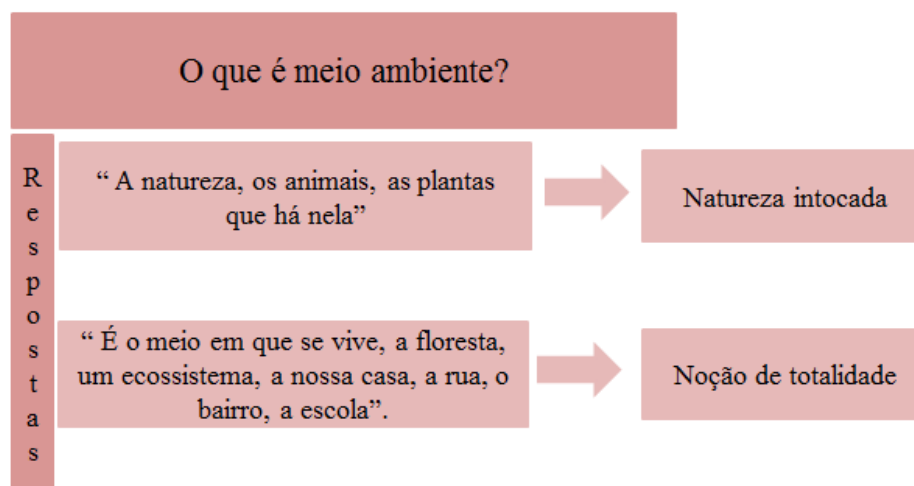 O que é meio ambiente?
Respostas
“ A natureza, os animais, as plantas
que há nela”
Natureza intocada
“ É o meio em que se vive, a floresta,
um ecossistema, a nossa casa, a rua, o
bairro, a escola”.
Noção de totalidade